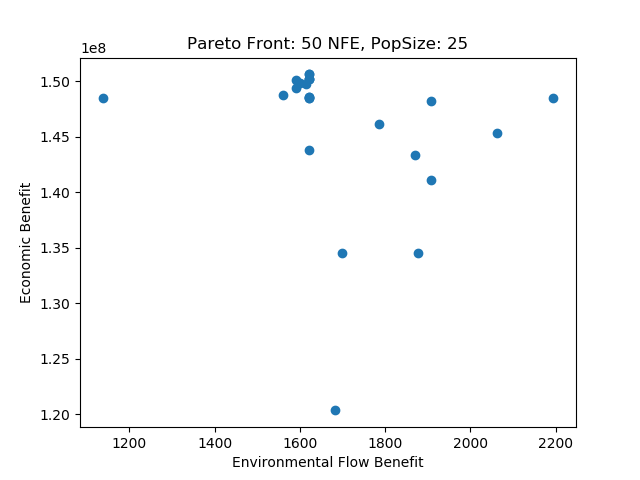 Pareto Front: 50 NFE, PopSize: 25
1e8
1.50
1.45
1.40
1.35
1.30
1.25
1.20
Economic Benefit
1200 1400 1600 1800 2000 2200
Environmental Flow Benefit